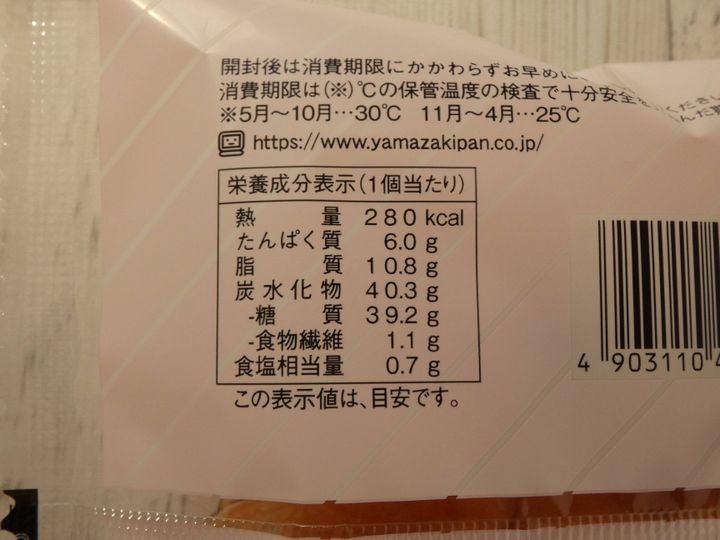 開封後は消費期限にかかわらずお早めに
消費期限は(※)℃の保管温度の検査で十分安全を
※5月〜10月…30℃ 11月〜4月…25℃
https://www.yamazakipan.co.jp/
栄養成分表示(1個当たり)
熱量 280 kcal
たんぱく質 6.0 g
脂質 10.8 g
炭水化物 40.3 g
-糖質 39.2 g
-食物繊維 1.1 g
食塩相当量 0.7 g
この表示値は、目安です。
4 903110 4